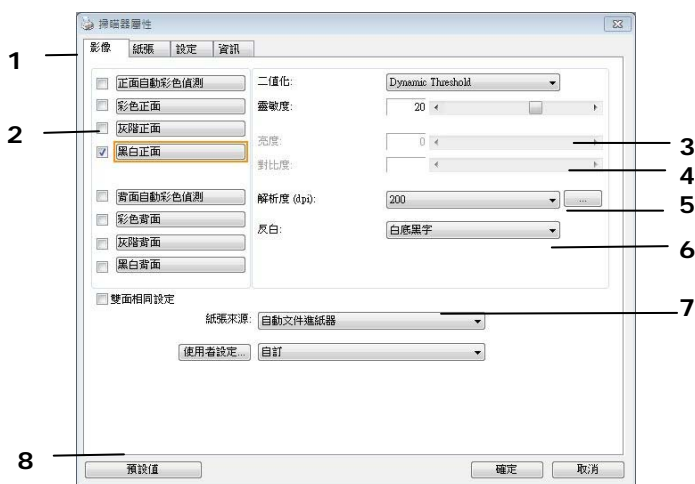 掃瞄器屬性
影像 紙張 設定 資訊
1
正面自動彩色偵測
彩色正面
2
灰階正面
黑白正面
背面自動彩色偵測
彩色背面
灰階背面
黑白背面
二值化: Dynamic Threshold
靈敏度: 20
亮度: 0
3
對比度:
4
解析度 (dpi): 200 ...
5
反白: 白底黑字
6
雙面相同設定
紙張來源: 自動文件進紙器
7
使用者設定... 自訂
8
預設值 確定 取消